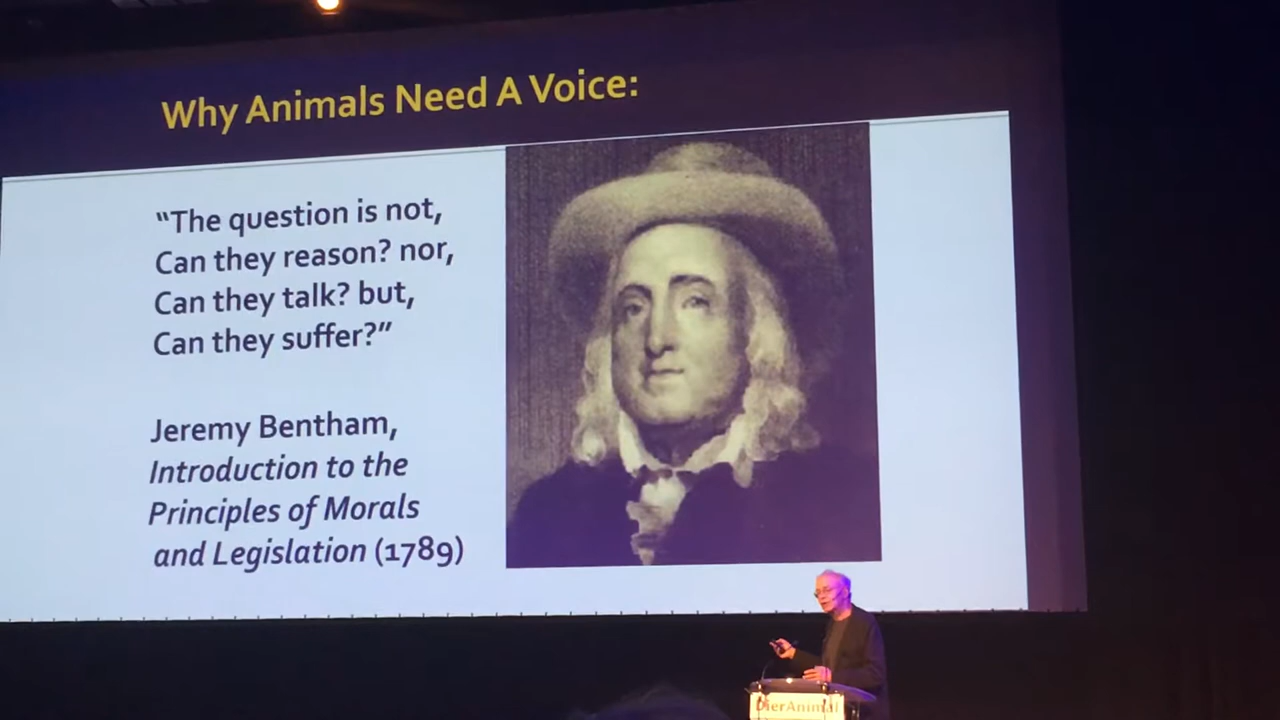 Why Animals Need A Voice:
“The question is not,
Can they reason? nor,
Can they talk? but,
Can they suffer?”
Jeremy Bentham,
Introduction to the
Principles of Morals
and Legislation (1789)
DierAnimal